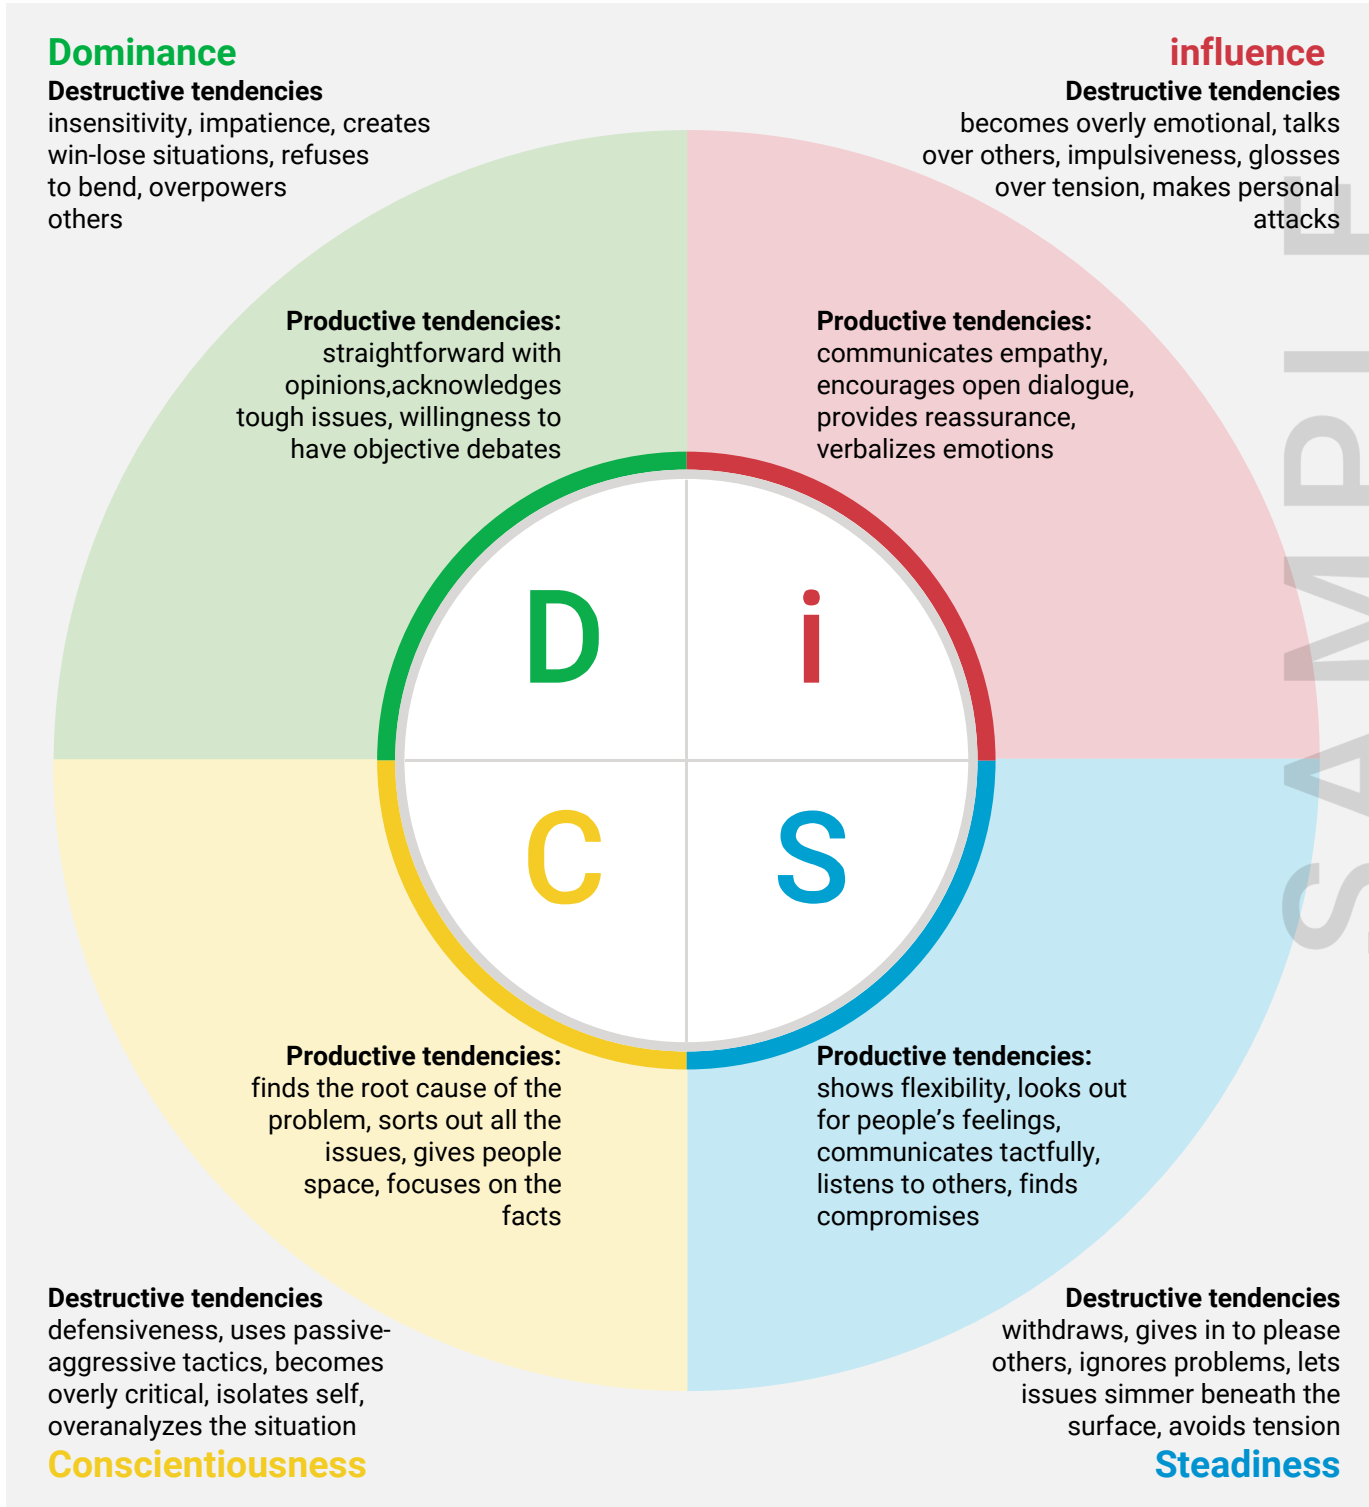 Dominance
Destructive tendencies
insensitivity, impatience, creates
win-lose situations, refuses
to bend, overpowers
others
influence
Destructive tendencies
becomes overly emotional, talks
over others, impulsiveness, glosses
over tension, makes personal
attacks
Productive tendencies:
straightforward with
opinions,acknowledges
tough issues, willingness to
have objective debates
Productive tendencies:
communicates empathy,
encourages open dialogue,
provides reassurance,
verbalizes emotions
D
i
C
S
Productive tendencies:
finds the root cause of the
problem, sorts out all the
issues, gives people
space, focuses on the
facts
Productive tendencies:
shows flexibility, looks out
for people’s feelings,
communicates tactfully,
listens to others, finds
compromises
Destructive tendencies
defensiveness, uses passive-
aggressive tactics, becomes
overly critical, isolates self,
overanalyzes the situation
Conscientiousness
Destructive tendencies
withdraws, gives in to please
others, ignores problems, lets
issues simmer beneath the
surface, avoids tension
Steadiness
SAMPLE